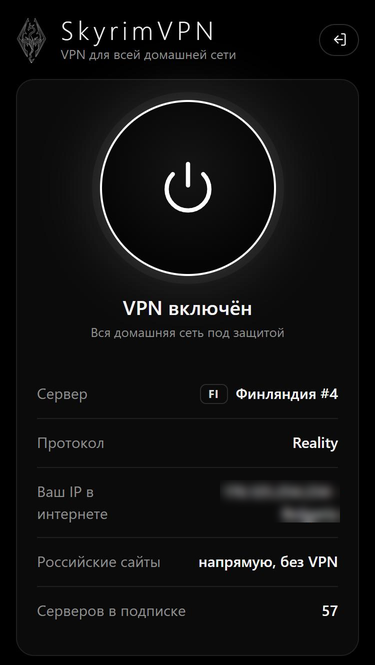 SkyrimVPN
VPN для всей домашней сети
VPN включён
Вся домашняя сеть под защитой
Сервер FI Финляндия #4
Протокол Reality
Ваш IP в
интернете
Российские сайты напрямую, без VPN
Серверов в подписке 57